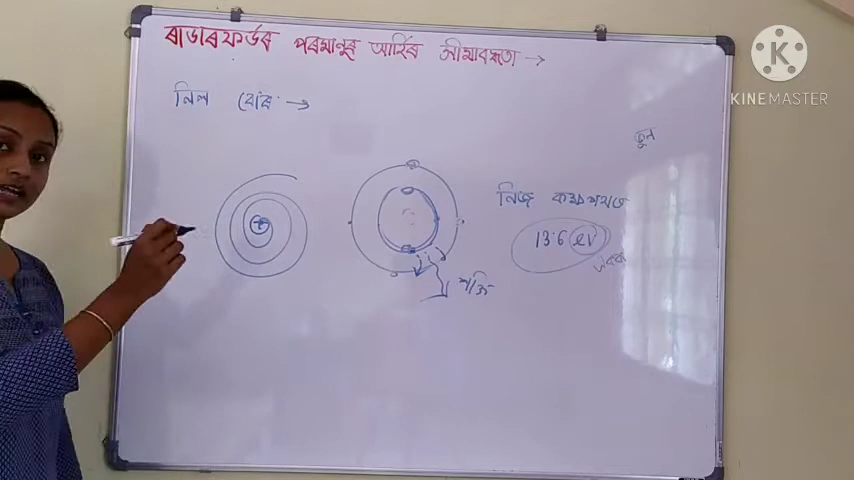 ৰাডাৰফৰ্ডৰ পৰমাণুৰ আৰ্হিৰ সীমাবদ্ধতা →
নিল বোৰ →
নিজ কক্ষপথত
13.6 eV
শক্তি
+
K
KINEMASTER